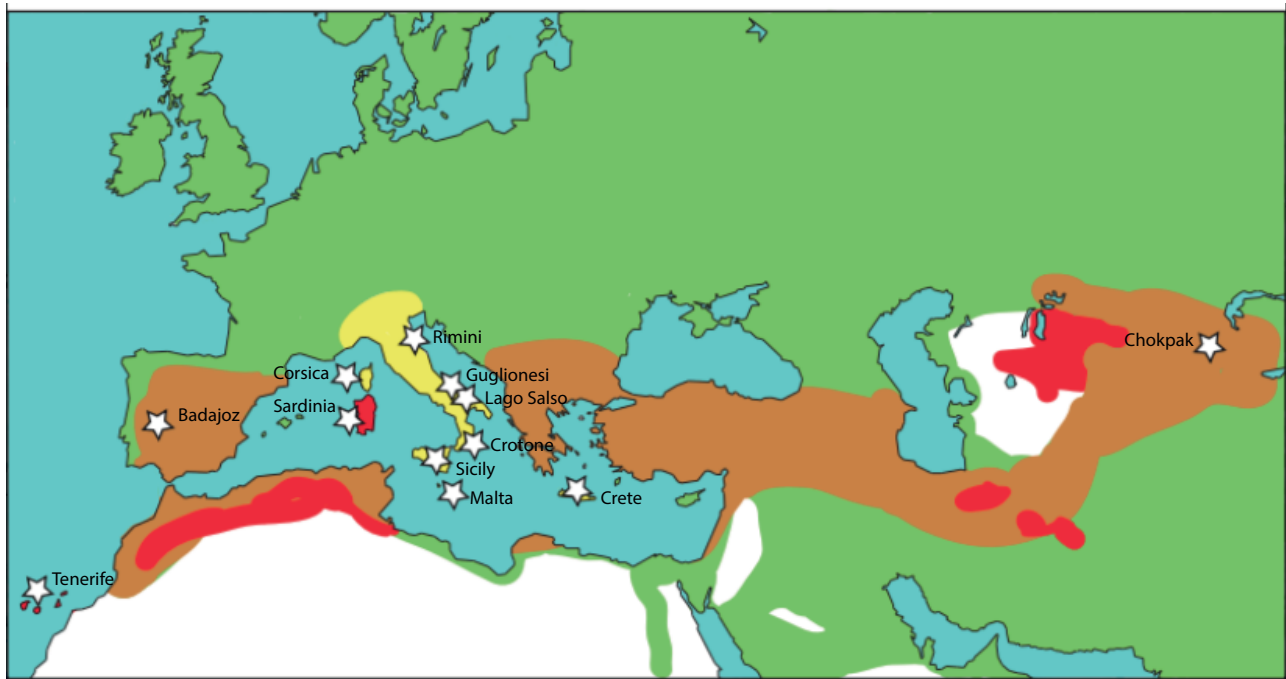 Rimini
Chokpak
Corsica
Guglionesi
Lago Salso
Sardinia
Badajoz
Crotone
Sicily
Malta
Crete
Tenerife